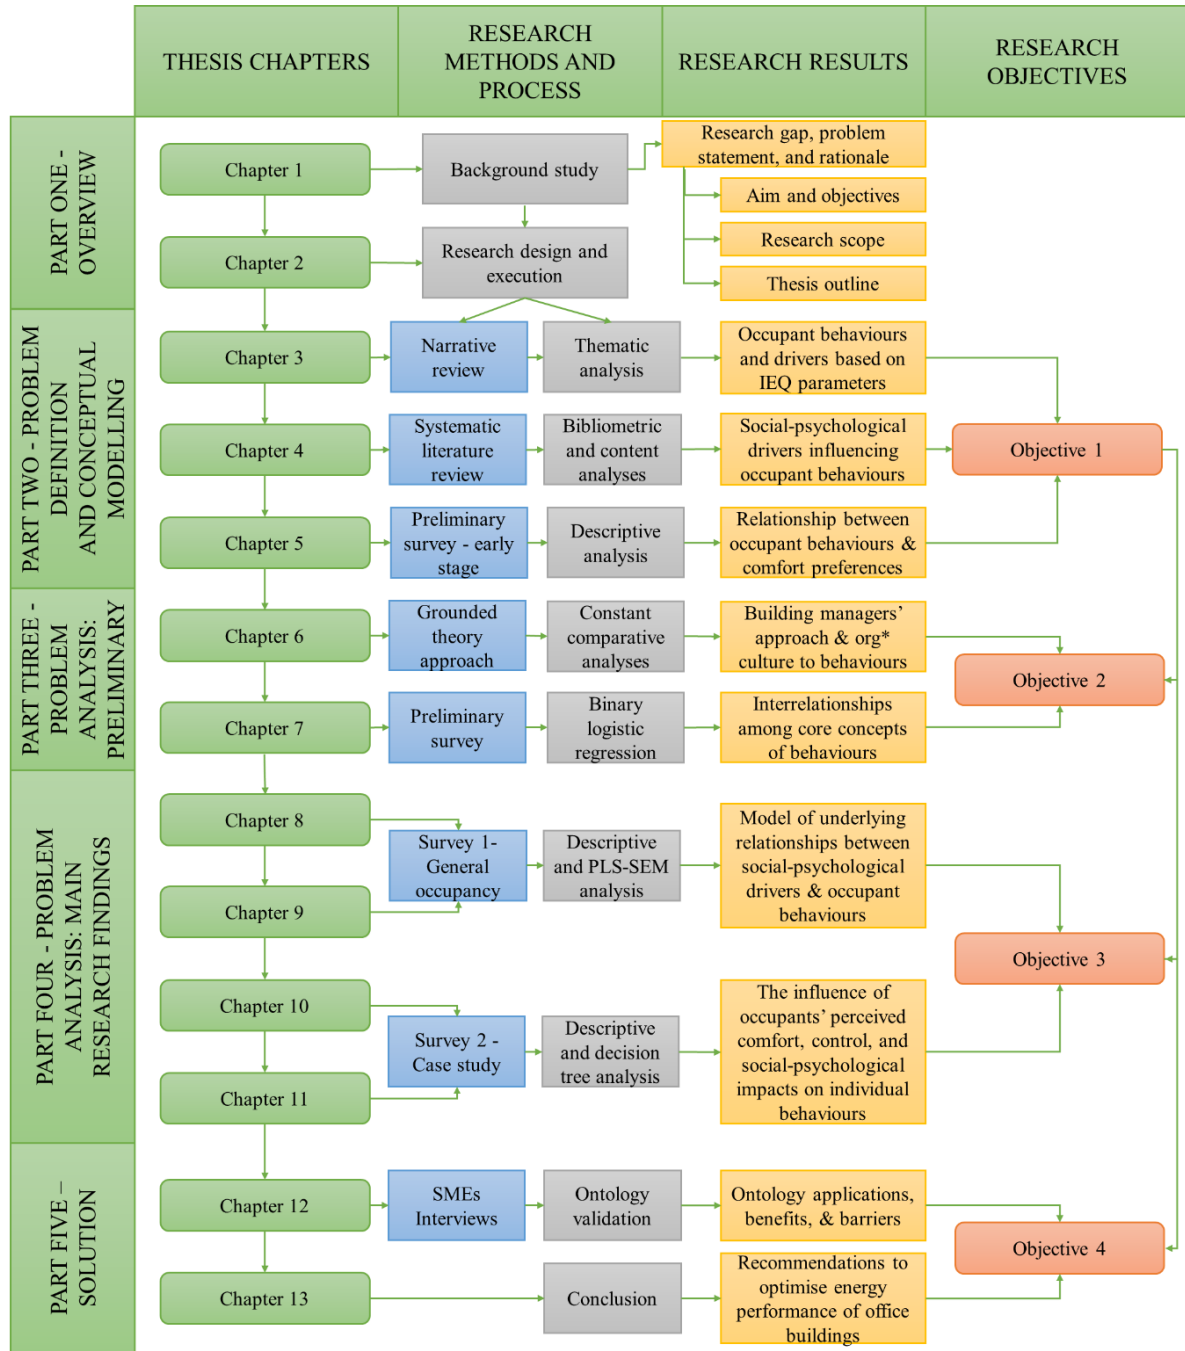 THESIS CHAPTERS
RESEARCH
METHODS AND
PROCESS
RESEARCH RESULTS
RESEARCH
OBJECTIVES
PART ONE -
OVERVIEW
Chapter 1
Background study
Research gap, problem
statement, and rationale
Aim and objectives
Research scope
Thesis outline
Chapter 2
Research design and
execution
PART TWO - PROBLEM
DEFINITION
AND CONCEPTUAL
MODELLING
Chapter 3
Narrative
review
Thematic
analysis
Occupant behaviours
and drivers based on
IEQ parameters
Chapter 4
Systematic
literature
review
Bibliometric
and content
analyses
Social-psychological
drivers influencing
occupant behaviours
Objective 1
Chapter 5
Preliminary
survey - early
stage
Descriptive
analysis
Relationship between
occupant behaviours &
comfort preferences
PART THREE -
PROBLEM
ANALYSIS:
PRELIMINARY
Chapter 6
Grounded
theory
approach
Constant
comparative
analyses
Building managers'
approach & org*
culture to behaviours
Objective 2
Chapter 7
Preliminary
survey
Binary
logistic
regression
Interrelationships
among core concepts
of behaviours
PART FOUR - PROBLEM
ANALYSIS: MAIN
RESEARCH FINDINGS
Chapter 8
Chapter 9
Survey 1-
General
occupancy
Descriptive
and PLS-SEM
analysis
Model of underlying
relationships between
social-psychological
drivers & occupant
behaviours
Objective 3
Chapter 10
Chapter 11
Survey 2 -
Case study
Descriptive
and decision
tree analysis
The influence of
occupants' perceived
comfort, control, and
social-psychological
impacts on individual
behaviours
PART FIVE –
SOLUTION
Chapter 12
SMEs
Interviews
Ontology
validation
Ontology applications,
benefits, & barriers
Objective 4
Chapter 13
Conclusion
Recommendations to
optimise energy
performance of office
buildings